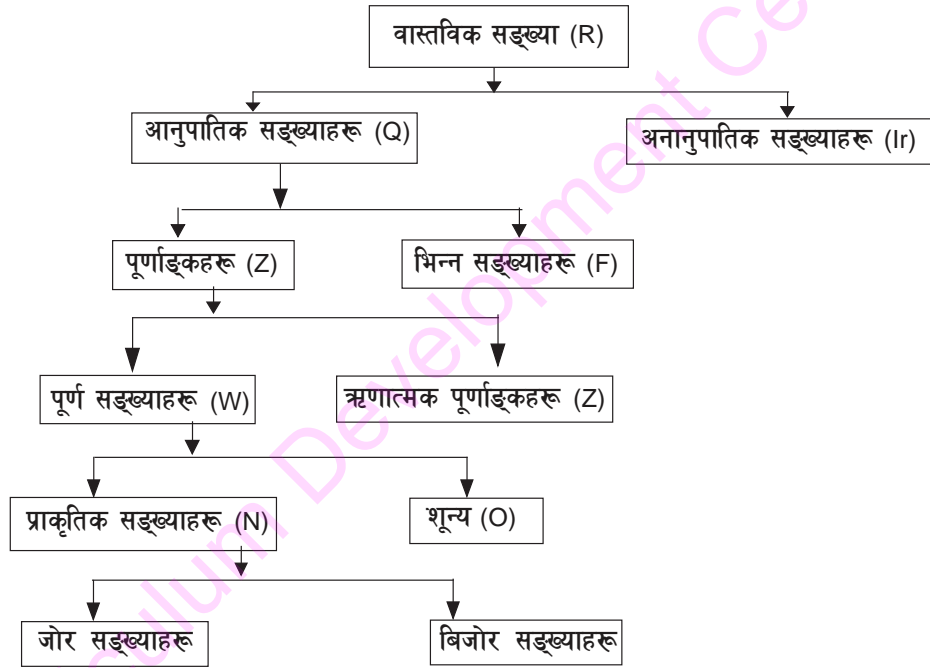 वास्तविक सङ्ख्या (R)
आनुपातिक सङ्ख्याहरू (Q)
अनानुपातिक सङ्ख्याहरू (Ir)
पूर्णाङ्कहरू (Z)
भिन्न सङ्ख्याहरू (F)
पूर्ण सङ्ख्याहरू (W)
ऋणात्मक पूर्णाङ्कहरू (Z)
प्राकृतिक सङ्ख्याहरू (N)
शून्य (O)
जोर सङ्ख्याहरू
बिजोर सङ्ख्याहरू
Development